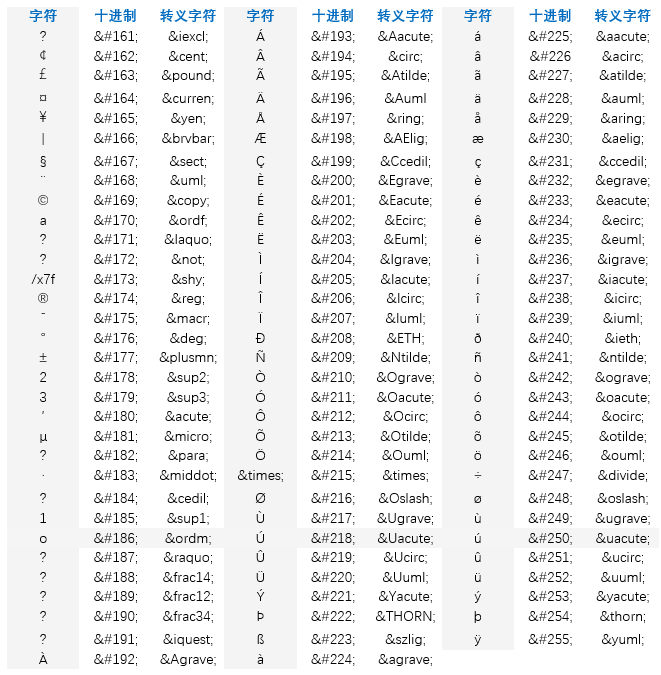 字符 十进制 转义字符 字符 十进制 转义字符 字符 十进制 转义字符
? &#161; &iexcl; Á &#193; &Aacute; á &#225; &aacute;
¢ &#162; &cent; Â &#194; &circ; â &#226 &acirc;
£ &#163; &pound; Ã &#195; &Atilde; ã &#227; &atilde;
¤ &#164; &curren; Ä &#196; &Auml ä &#228; &auml;
¥ &#165; &yen; Å &#197; &ring; å &#229; &aring;
| &#166; &brvbar; Æ &#198; &AElig; æ &#230; &aelig;
§ &#167; &sect; Ç &#199; &Ccedil; ç &#231; &ccedil;
¨ &#168; &uml; È &#200; &Egrave; è &#232; &egrave;
© &#169; &copy; É &#201; &Eacute; é &#233; &eacute;
a &#170; &ordf; Ê &#202; &Ecirc; ê &#234; &ecirc;
? &#171; &laquo; Ë &#203; &Euml; ë &#235; &euml;
? &#172; &not; Ì &#204; &Igrave; ì &#236; &igrave;
/x7f &#173; &shy; Í &#205; &Iacute; í &#237; &iacute;
® &#174; &reg; Î &#206; &Icirc; î &#238; &icirc;
¯ &#175; &macr; Ï &#207; &Iuml; ï &#239; &iuml;
° &#176; &deg; Ð &#208; &ETH; ð &#240; &ieth;
± &#177; &plusmn; Ñ &#209; &Ntilde; ñ &#241; &ntilde;
2 &#178; &sup2; Ò &#210; &Ograve; ò &#242; &ograve;
3 &#179; &sup3; Ó &#211; &Oacute; ó &#243; &oacute;
′ &#180; &acute; Ô &#212; &Ocirc; ô &#244; &ocirc;
µ &#181; &micro; Õ &#213; &Otilde; õ &#245; &otilde;
? &#182; &para; Ö &#214; &Ouml; ö &#246; &ouml;
· &#183; &middot; &times; &#215; &times; ÷ &#247; &divide;
? &#184; &cedil; Ø &#216; &Oslash; ø &#248; &oslash;
1 &#185; &sup1; Ù &#217; &Ugrave; ù &#249; &ugrave;
o &#186; &ordm; Ú &#218; &Uacute; ú &#250; &uacute;
? &#187; &raquo; Û &#219; &Ucirc; û &#251; &ucirc;
? &#188; &frac14; Ü &#220; &Uuml; ü &#252; &uuml;
? &#189; &frac12; Ý &#221; &Yacute; ý &#253; &yacute;
? &#190; &frac34; Þ &#222; &THORN; þ &#254; &thorn;
? &#191; &iquest; ß &#223; &szlig; ÿ &#255; &yuml;
À &#192; &Agrave; à &#224; &agrave;